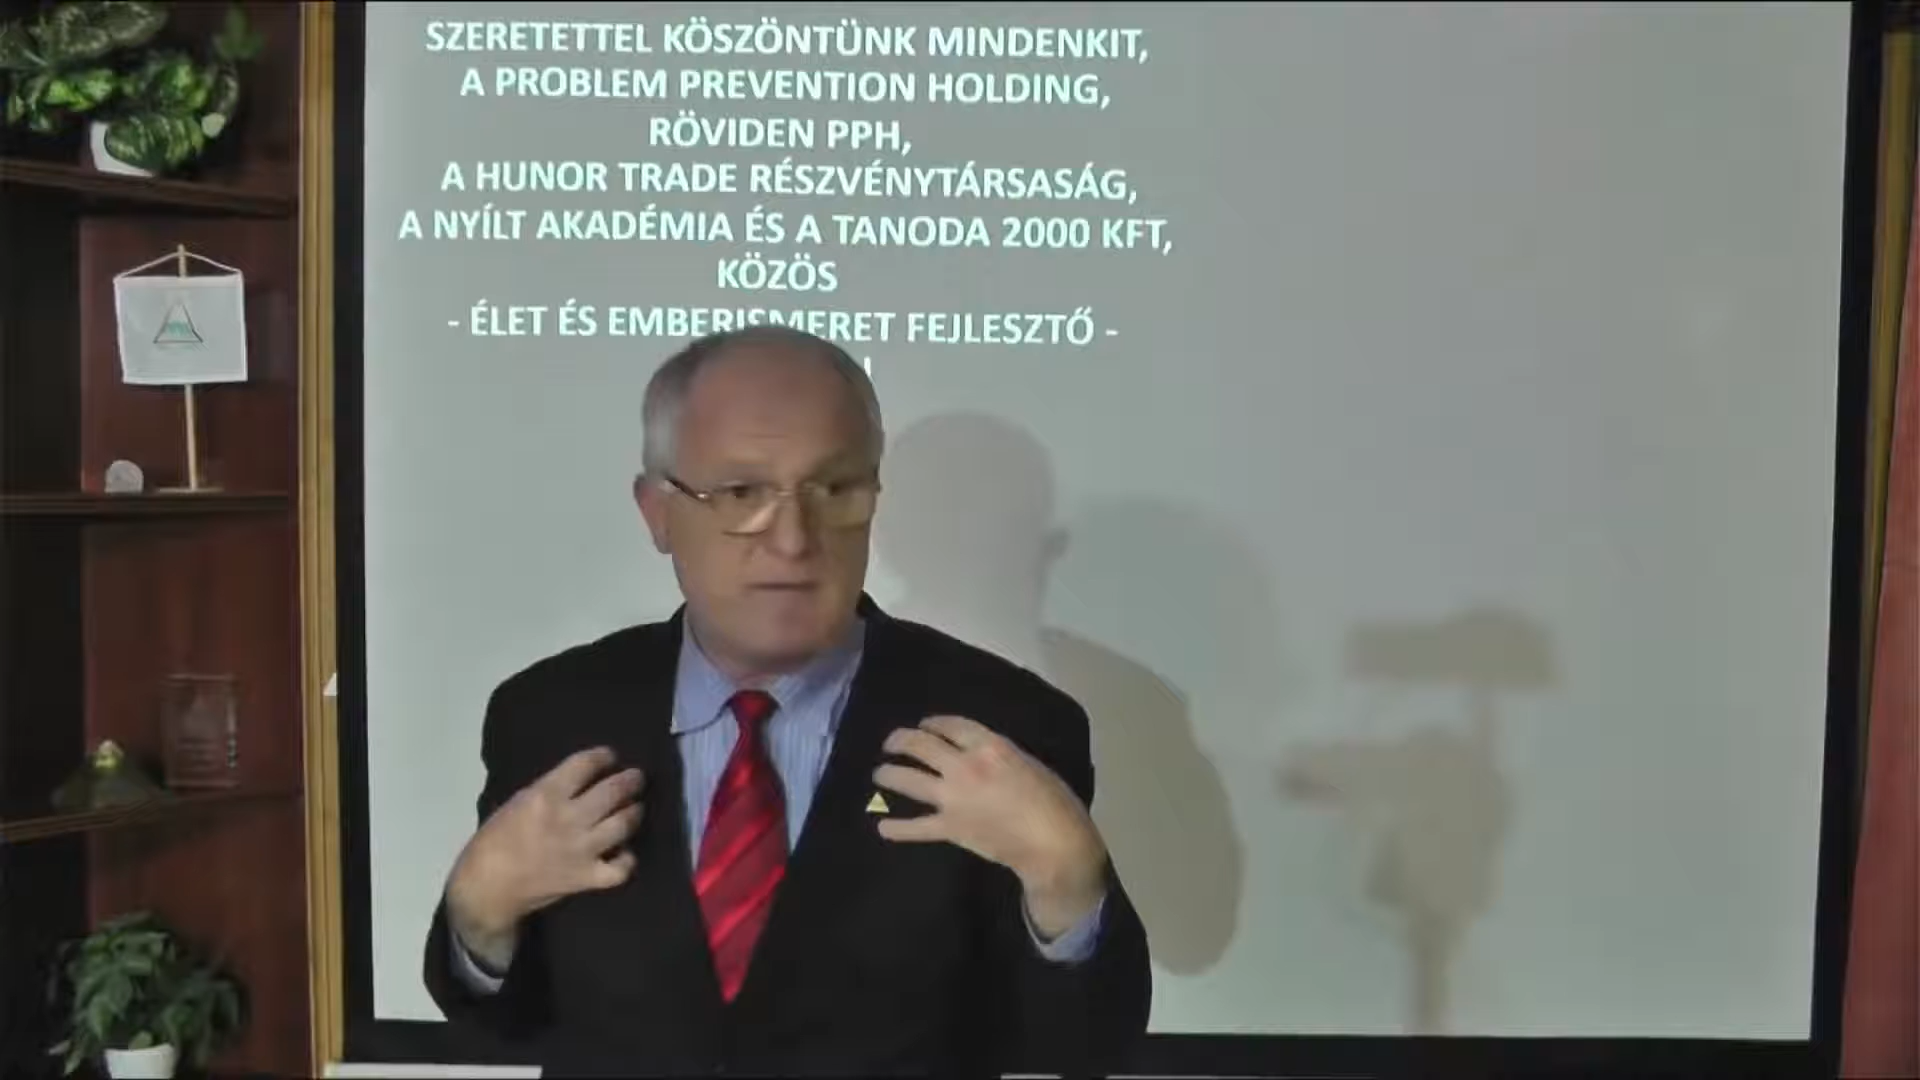 SZERETETTEL KÖSZÖNTÜNK MINDENKIT,
A PROBLEM PREVENTION HOLDING,
RÖVIDEN PPH,
A HUNOR TRADE RÉSZVÉNYTÁRSASÁG,
A NYÍLT AKADÉMIA ÉS A TANODA 2000 KFT,
KÖZÖS
- ÉLET ÉS EMBERISMERET FEJLESZTŐ -